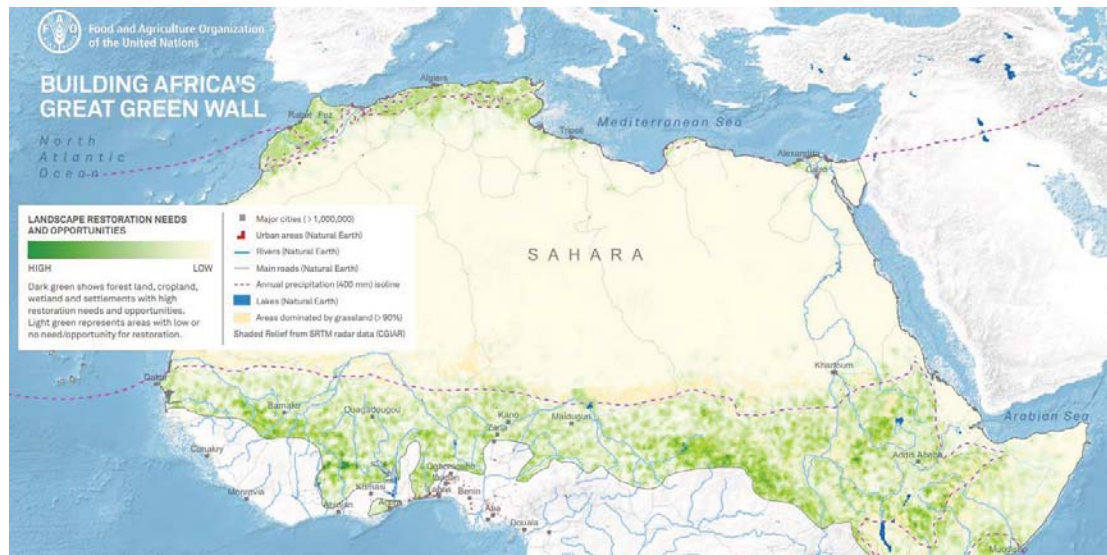 Food and Agriculture Organization
of the United Nations
BUILDING AFRICA'S
GREAT GREEN WALL
North
Atlantic
Ocean
Mediterranean Sea
Arabian Sea
SAHARA
LANDSCAPE RESTORATION NEEDS
AND OPPORTUNITIES
HIGH LOW
Dark green shows forest land, cropland,
wetland and settlements with high
restoration needs and opportunities.
Light green represents areas with low or
no need/opportunity for restoration.
Major cities (>1,000,000)
Urban areas (Natural Earth)
Rivers (Natural Earth)
Main roads (Natural Earth)
Annual precipitation (400 mm) isoline
Lakes (Natural Earth)
Areas dominated by grassland (> 90%)
Shaded Relief from SRTM radar data (CGIAR)
Algiers
Rabat Fez
Tripoli
Alexandria
Cairo
Dakar
Khartoum
Bamako
Ouagadougou
Kano
Zaria
Maiduguri
Conakry
Addis Ababa
Ogbomosho
Ibadan
Kumasi
Lagos
Benin
Monrovia
Abidjan
Accra
Aba
Douala